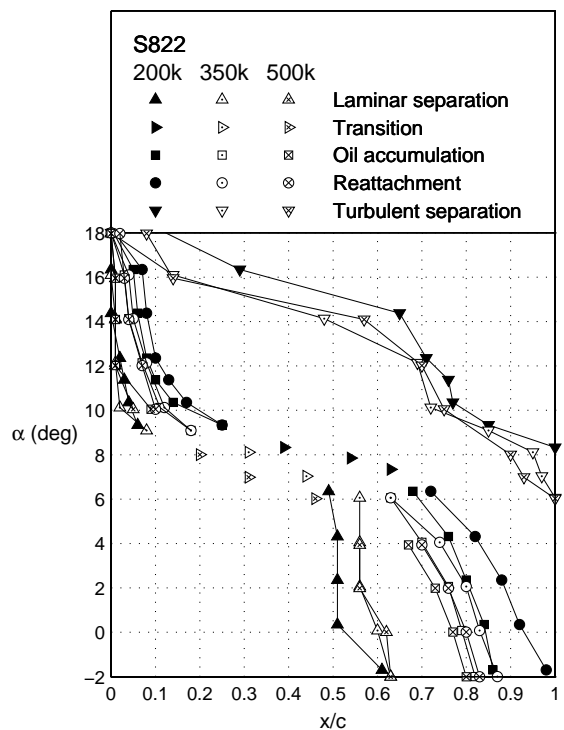 S822
200k 350k 500k
Laminar separation
Transition
Oil accumulation
Reattachment
Turbulent separation
18
16
14
12
10
8
6
4
2
0
−2
α (deg)
0 0.1 0.2 0.3 0.4 0.5 0.6 0.7 0.8 0.9 1
x/c